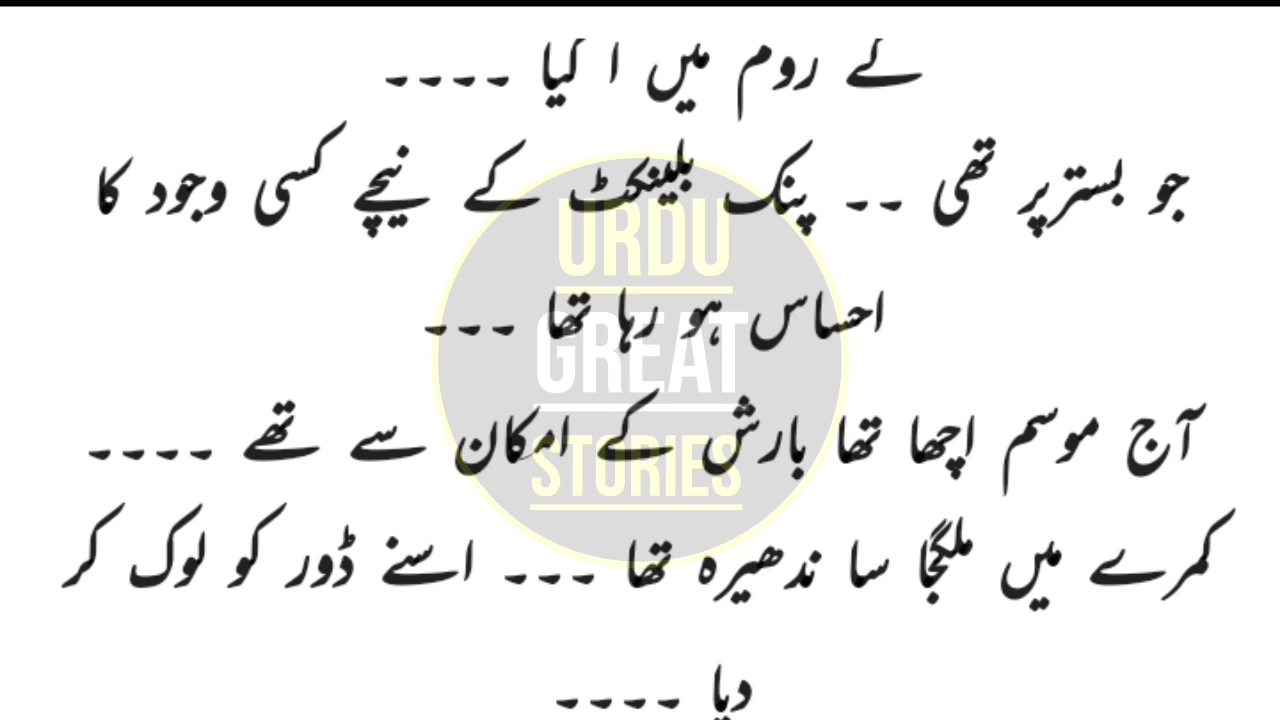 کے روم میں ا گیا ۔۔۔۔
جو بستر پر تھی ۔۔ پنک بلینکٹ کے نیچے کسی وجود کا
احساس ہو رہا تھا ۔۔۔
آج موسم اچھا تھا بارش کے امکان سے تھے ۔۔۔۔
کمرے میں ملگجا سا ندھیرہ تھا ۔۔۔ اسنے ڈور کو لوک کر
دیا ۔۔۔۔
URDU
GREAT
STORIES